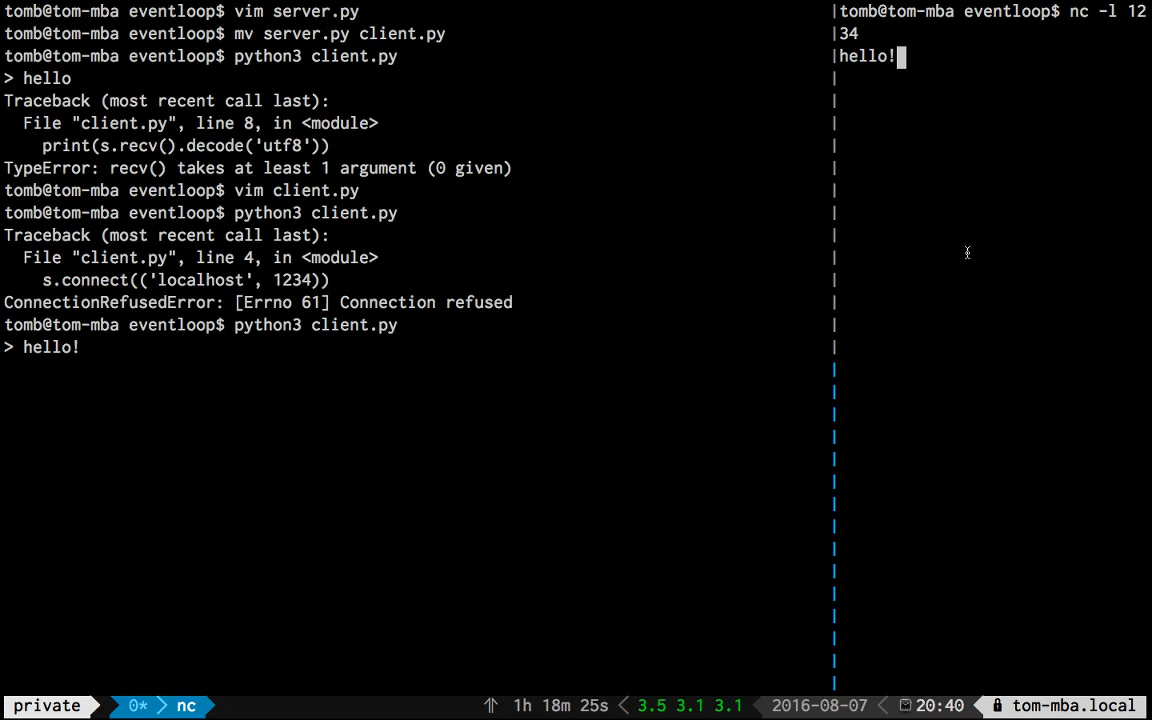 tomb@tom-mba eventloop$ vim server.py
tomb@tom-mba eventloop$ mv server.py client.py
tomb@tom-mba eventloop$ python3 client.py
> hello
Traceback (most recent call last):
  File "client.py", line 8, in <module>
    print(s.recv().decode('utf8'))
TypeError: recv() takes at least 1 argument (0 given)
tomb@tom-mba eventloop$ vim client.py
tomb@tom-mba eventloop$ python3 client.py
Traceback (most recent call last):
  File "client.py", line 4, in <module>
    s.connect(('localhost', 1234))
ConnectionRefusedError: [Errno 61] Connection refused
tomb@tom-mba eventloop$ python3 client.py
> hello!
tomb@tom-mba eventloop$ nc -l 12
34
hello!
private 0* nc 1h 18m 25s 3.5 3.1 3.1 2016-08-07 20:40 tom-mba.local